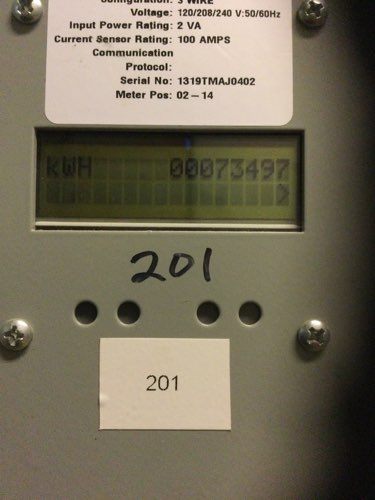 Configuration: 3 WIRE
Voltage: 120/208/240 V:50/60Hz
Input Power Rating: 2 VA
Current Sensor Rating: 100 AMPS
Communication
Protocol:
Serial No: 1319TMAJ0402
Meter Pos: 02-14
kWH 00073497
>
201
201